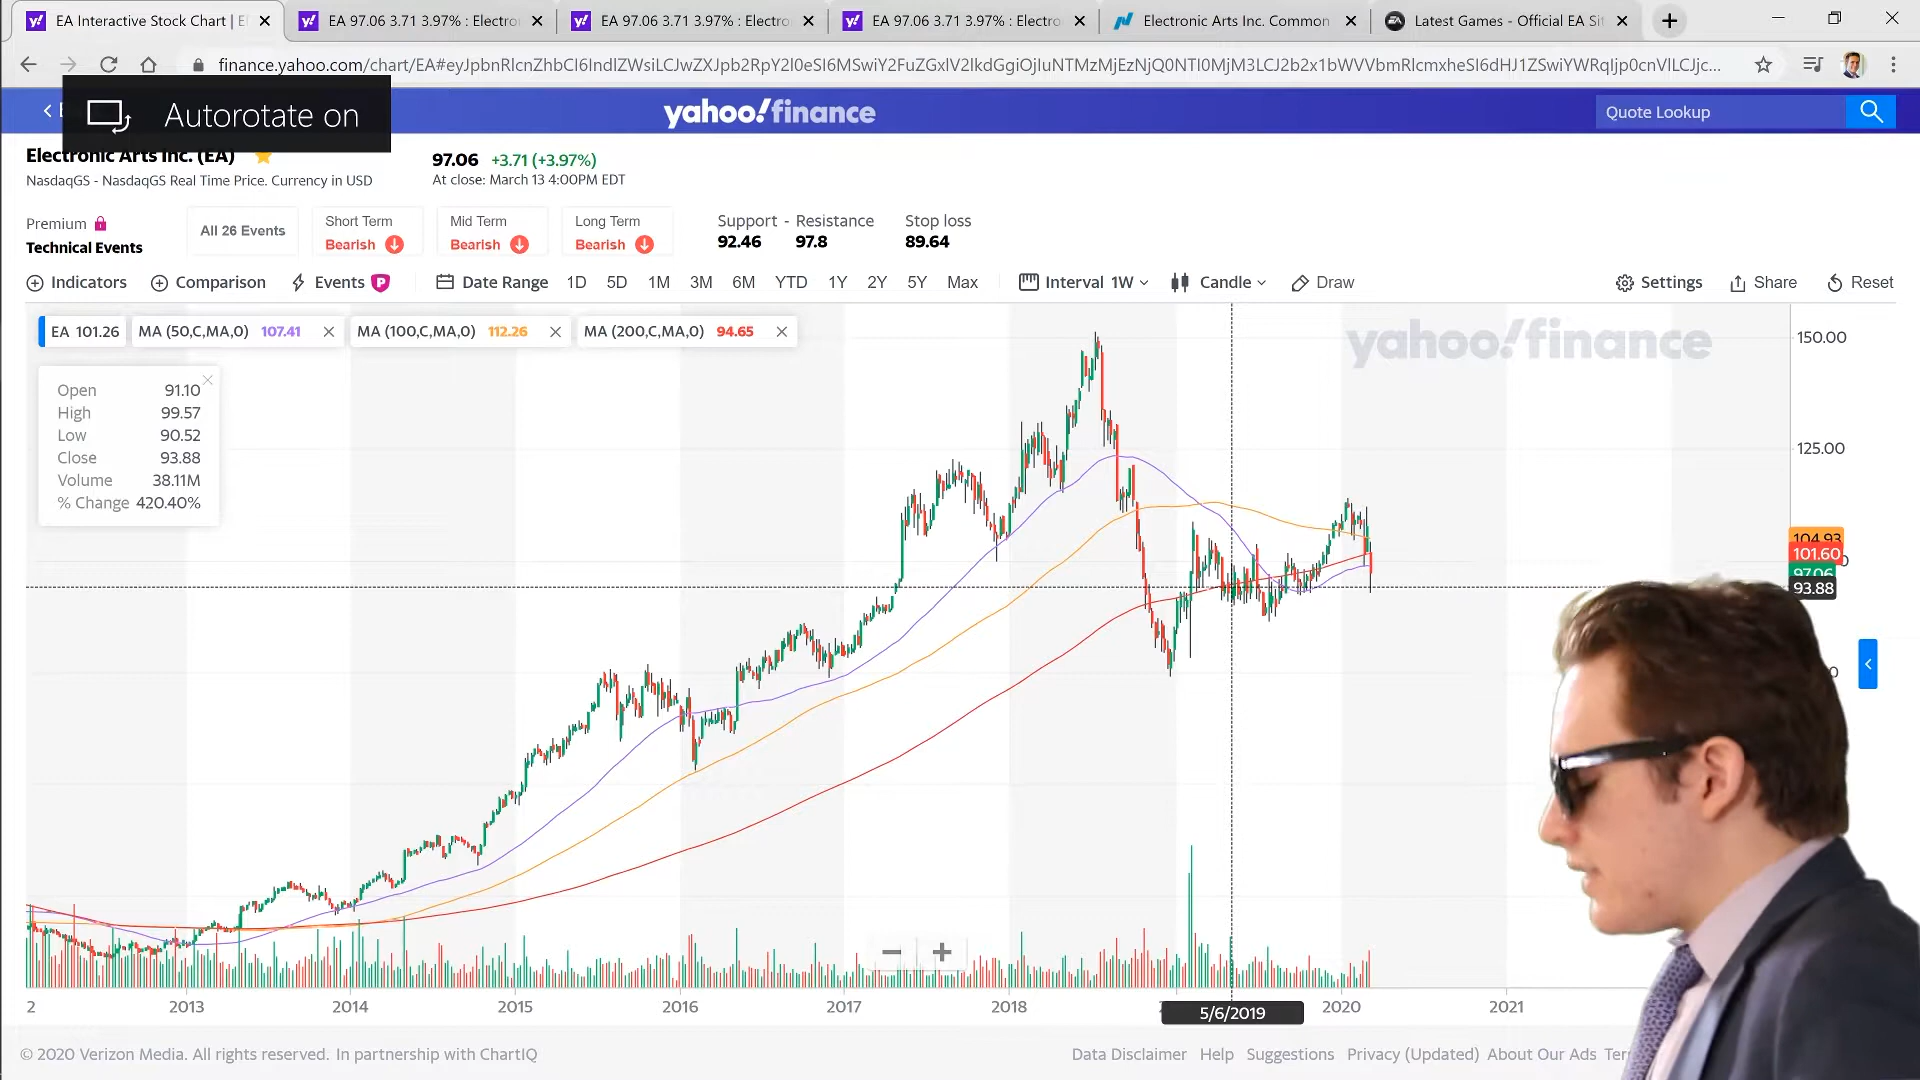 EA Interactive Stock Chart |
EA 97.06 3.71 3.97% : Electro
EA 97.06 3.71 3.97% : Electro
EA 97.06 3.71 3.97% : Electro
Electronic Arts Inc. Common
Latest Games - Official EA Sit
Autorotate on
yahoo!finance
Quote Lookup
Electronic Arts Inc. (EA)
NasdaqGS - NasdaqGS Real Time Price. Currency in USD
97.06 +3.71 (+3.97%)
At close: March 13 4:00PM EDT
Premium
Technical Events
All 26 Events
Short Term
Bearish
Mid Term
Bearish
Long Term
Bearish
Support - Resistance
92.46 97.8
Stop loss
89.64
Indicators Comparison Events P Date Range 1D 5D 1M 3M 6M YTD 1Y 2Y 5Y Max Interval 1W Candle Draw Settings Share Reset
EA 101.26 MA (50,C,MA,0) 107.41 MA (100,C,MA,0) 112.26 MA (200,C,MA,0) 94.65
yahoo!finance
Open 91.10
High 99.57
Low 90.52
Close 93.88
Volume 38.11M
% Change 420.40%
150.00
125.00
104.93
101.60
97.06
93.88
2 2013 2014 2015 2016 2017 2018 5/6/2019 2020 2021
© 2020 Verizon Media. All rights reserved. In partnership with ChartIQ
Data Disclaimer Help Suggestions Privacy (Updated) About Our Ads